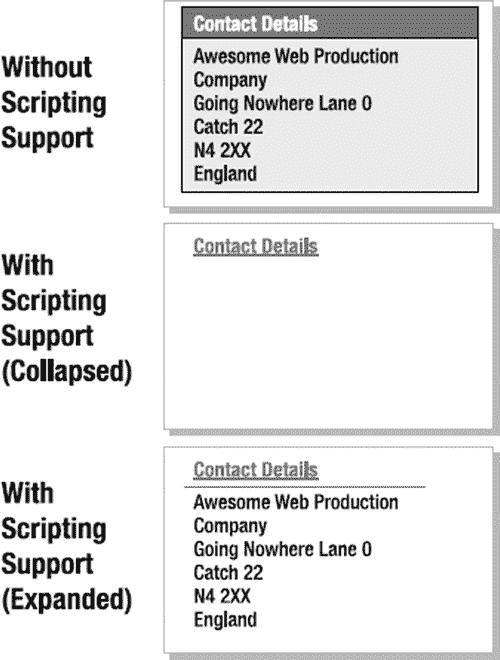 Without
Scripting
Support
Contact Details
Awesome Web Production
Company
Going Nowhere Lane 0
Catch 22
N4 2XX
England
With
Scripting
Support
(Collapsed)
Contact Details
With
Scripting
Support
(Expanded)
Contact Details
Awesome Web Production
Company
Going Nowhere Lane 0
Catch 22
N4 2XX
England